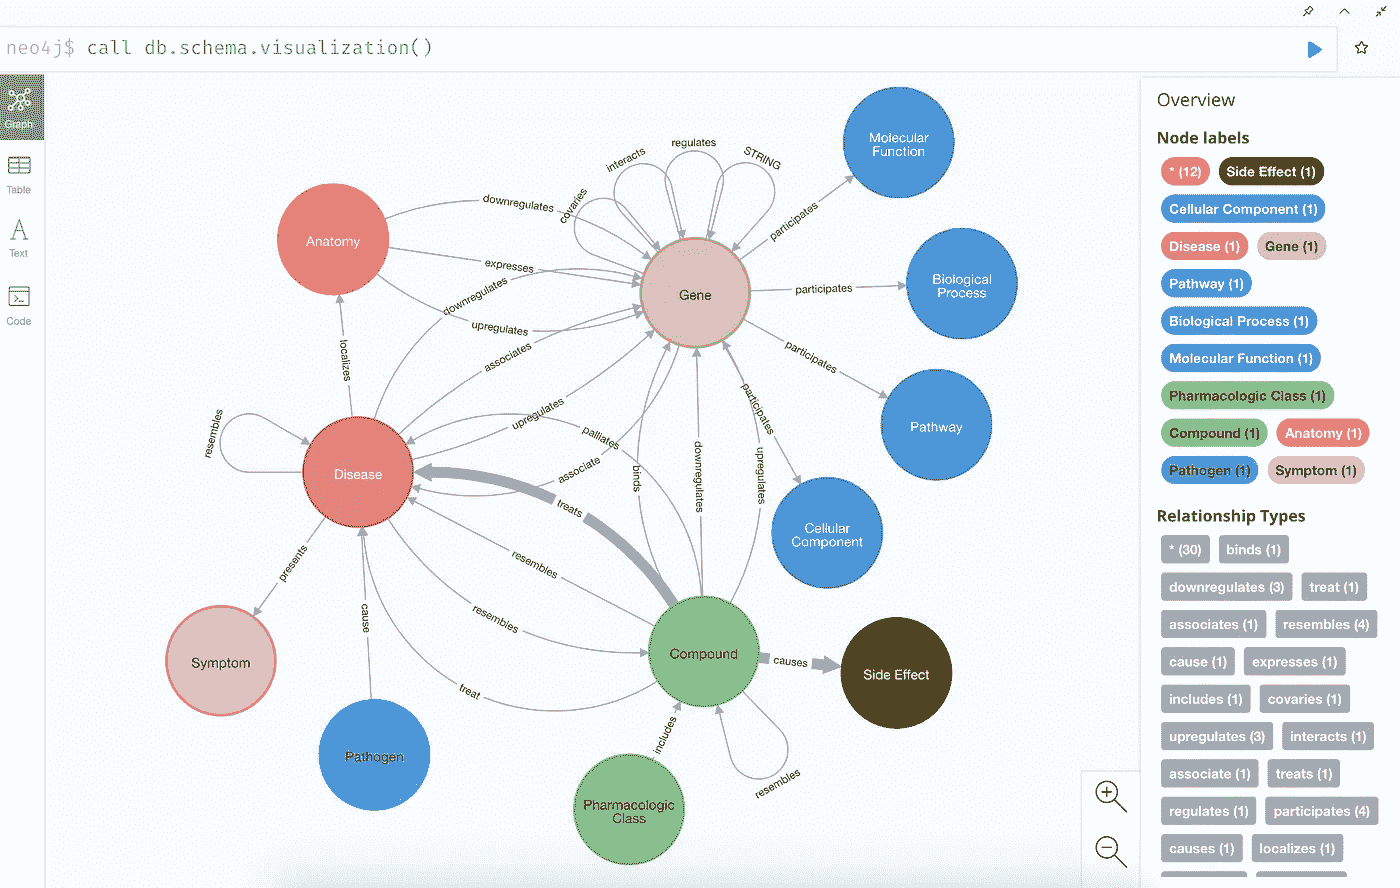 neo4j$ call db.schema.visualization()
Graph
Table
Text
Code
Molecular
Function
regulates
interacts
STRING
covaries
downregulates
participates
Anatomy
expresses
Gene
participates
Biological
Process
downregulates
upregulates
localizes
associates
participates
resembles
upregulates
palliates
participates
Pathway
Disease
associate
binds
downregulates
upregulates
treats
Cellular
Component
presents
resembles
cause
resembles
Symptom
Compound
causes
Side Effect
treat
includes
Pathogen
resembles
Pharmacologic
Class
Overview
Node labels
* (12) Side Effect (1)
Cellular Component (1)
Disease (1) Gene (1)
Pathway (1)
Biological Process (1)
Molecular Function (1)
Pharmacologic Class (1)
Compound (1) Anatomy (1)
Pathogen (1) Symptom (1)
Relationship Types
* (30) binds (1)
downregulates (3) treat (1)
associates (1) resembles (4)
cause (1) expresses (1)
includes (1) covaries (1)
upregulates (3) interacts (1)
associate (1) treats (1)
regulates (1) participates (4)
causes (1) localizes (1)